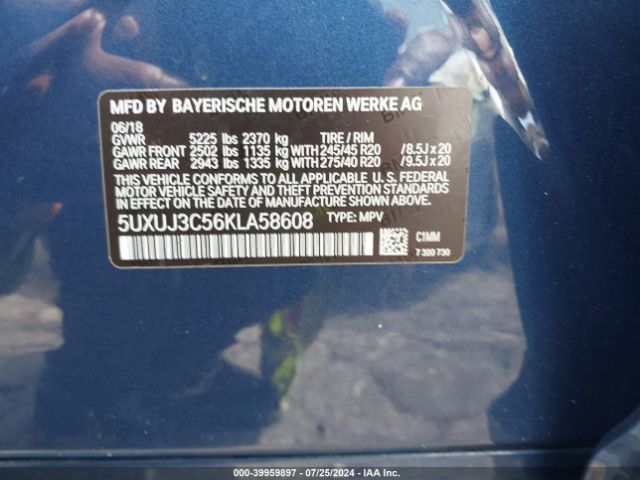 MFD BY BAYERISCHE MOTOREN WERKE AG
06/18
GVWR 5225 lbs 2370 kg TIRE / RIM
GAWR FRONT 2502 lbs 1135 kg WITH 245/45 R20 /8.5J x 20
GAWR REAR 2943 lbs 1335 kg WITH 275/40 R20 /9.5J x 20
THIS VEHICLE CONFORMS TO ALL APPLICABLE U. S. FEDERAL
MOTOR VEHICLE SAFETY AND THEFT PREVENTION STANDARDS
IN EFFECT ON THE DATE OF MANUFACTURE SHOWN ABOVE.
5UXUJ3C56KLA58608 TYPE: MPV
C1MM
7 320 730
000-39959897 - 07/25/2024 - IAA Inc.